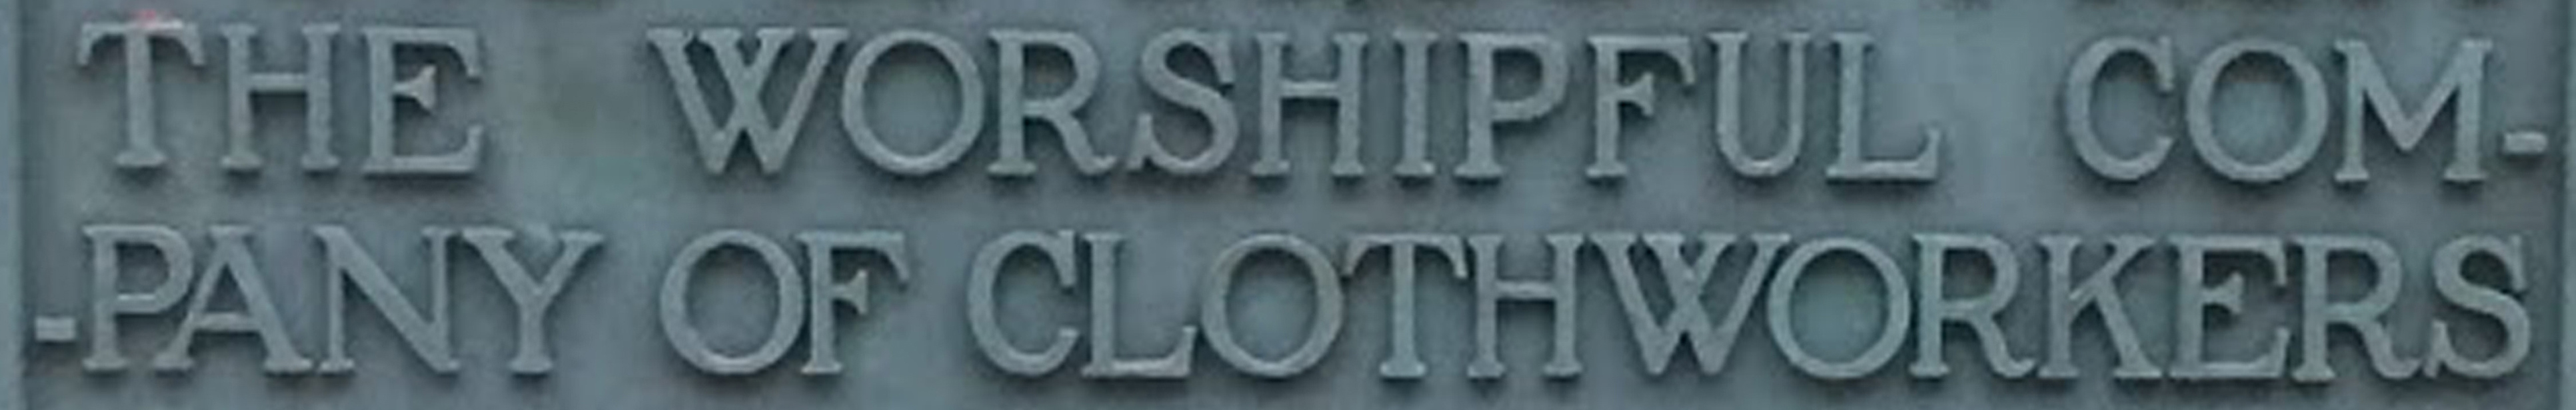 THE WORSHIPFUL COM-
-PANY OF CLOTHWORKERS